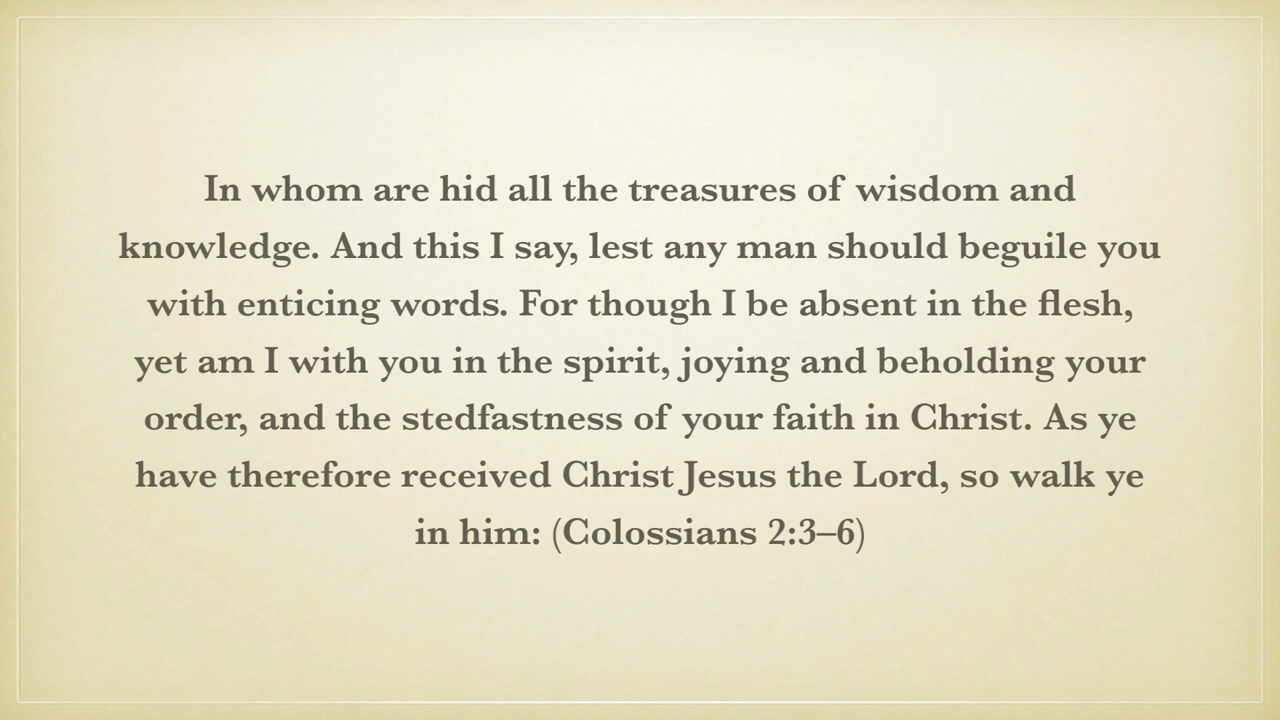 In whom are hid all the treasures of wisdom and
knowledge. And this I say, lest any man should beguile you
with enticing words. For though I be absent in the flesh,
yet am I with you in the spirit, joying and beholding your
order, and the stedfastness of your faith in Christ. As ye
have therefore received Christ Jesus the Lord, so walk ye
in him: (Colossians 2:3–6)